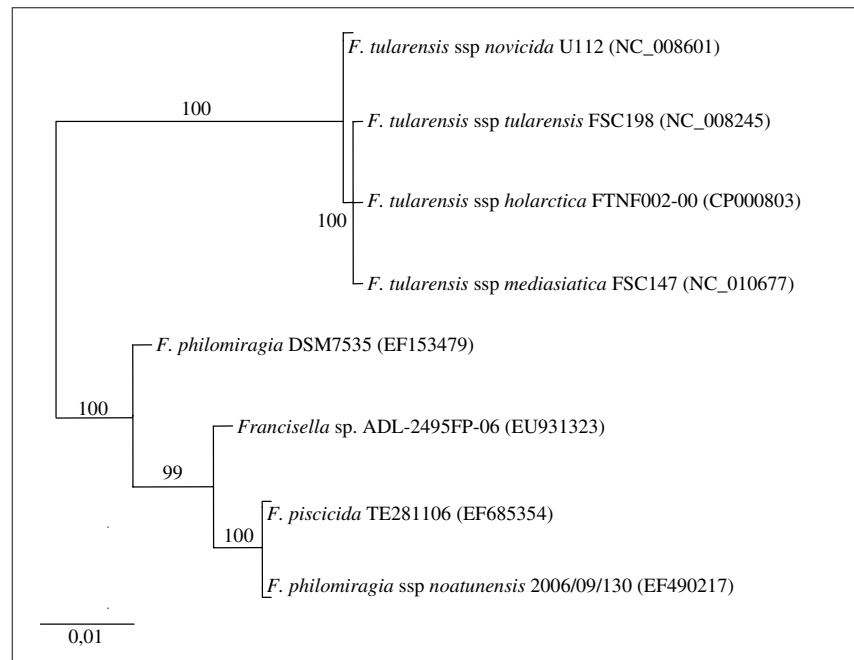 F. tularensis ssp novicida U112 (NC_008601)
100
F. tularensis ssp tularensis FSC198 (NC_008245)
F. tularensis ssp holarctica FTNF002-00 (CP000803)
100
F. tularensis ssp mediasiatica FSC147 (NC_010677)
F. philomiragia DSM7535 (EF153479)
100
Francisella sp. ADL-2495FP-06 (EU931323)
99
F. piscicida TE281106 (EF685354)
100
F. philomiragia ssp noatunensis 2006/09/130 (EF490217)
0,01